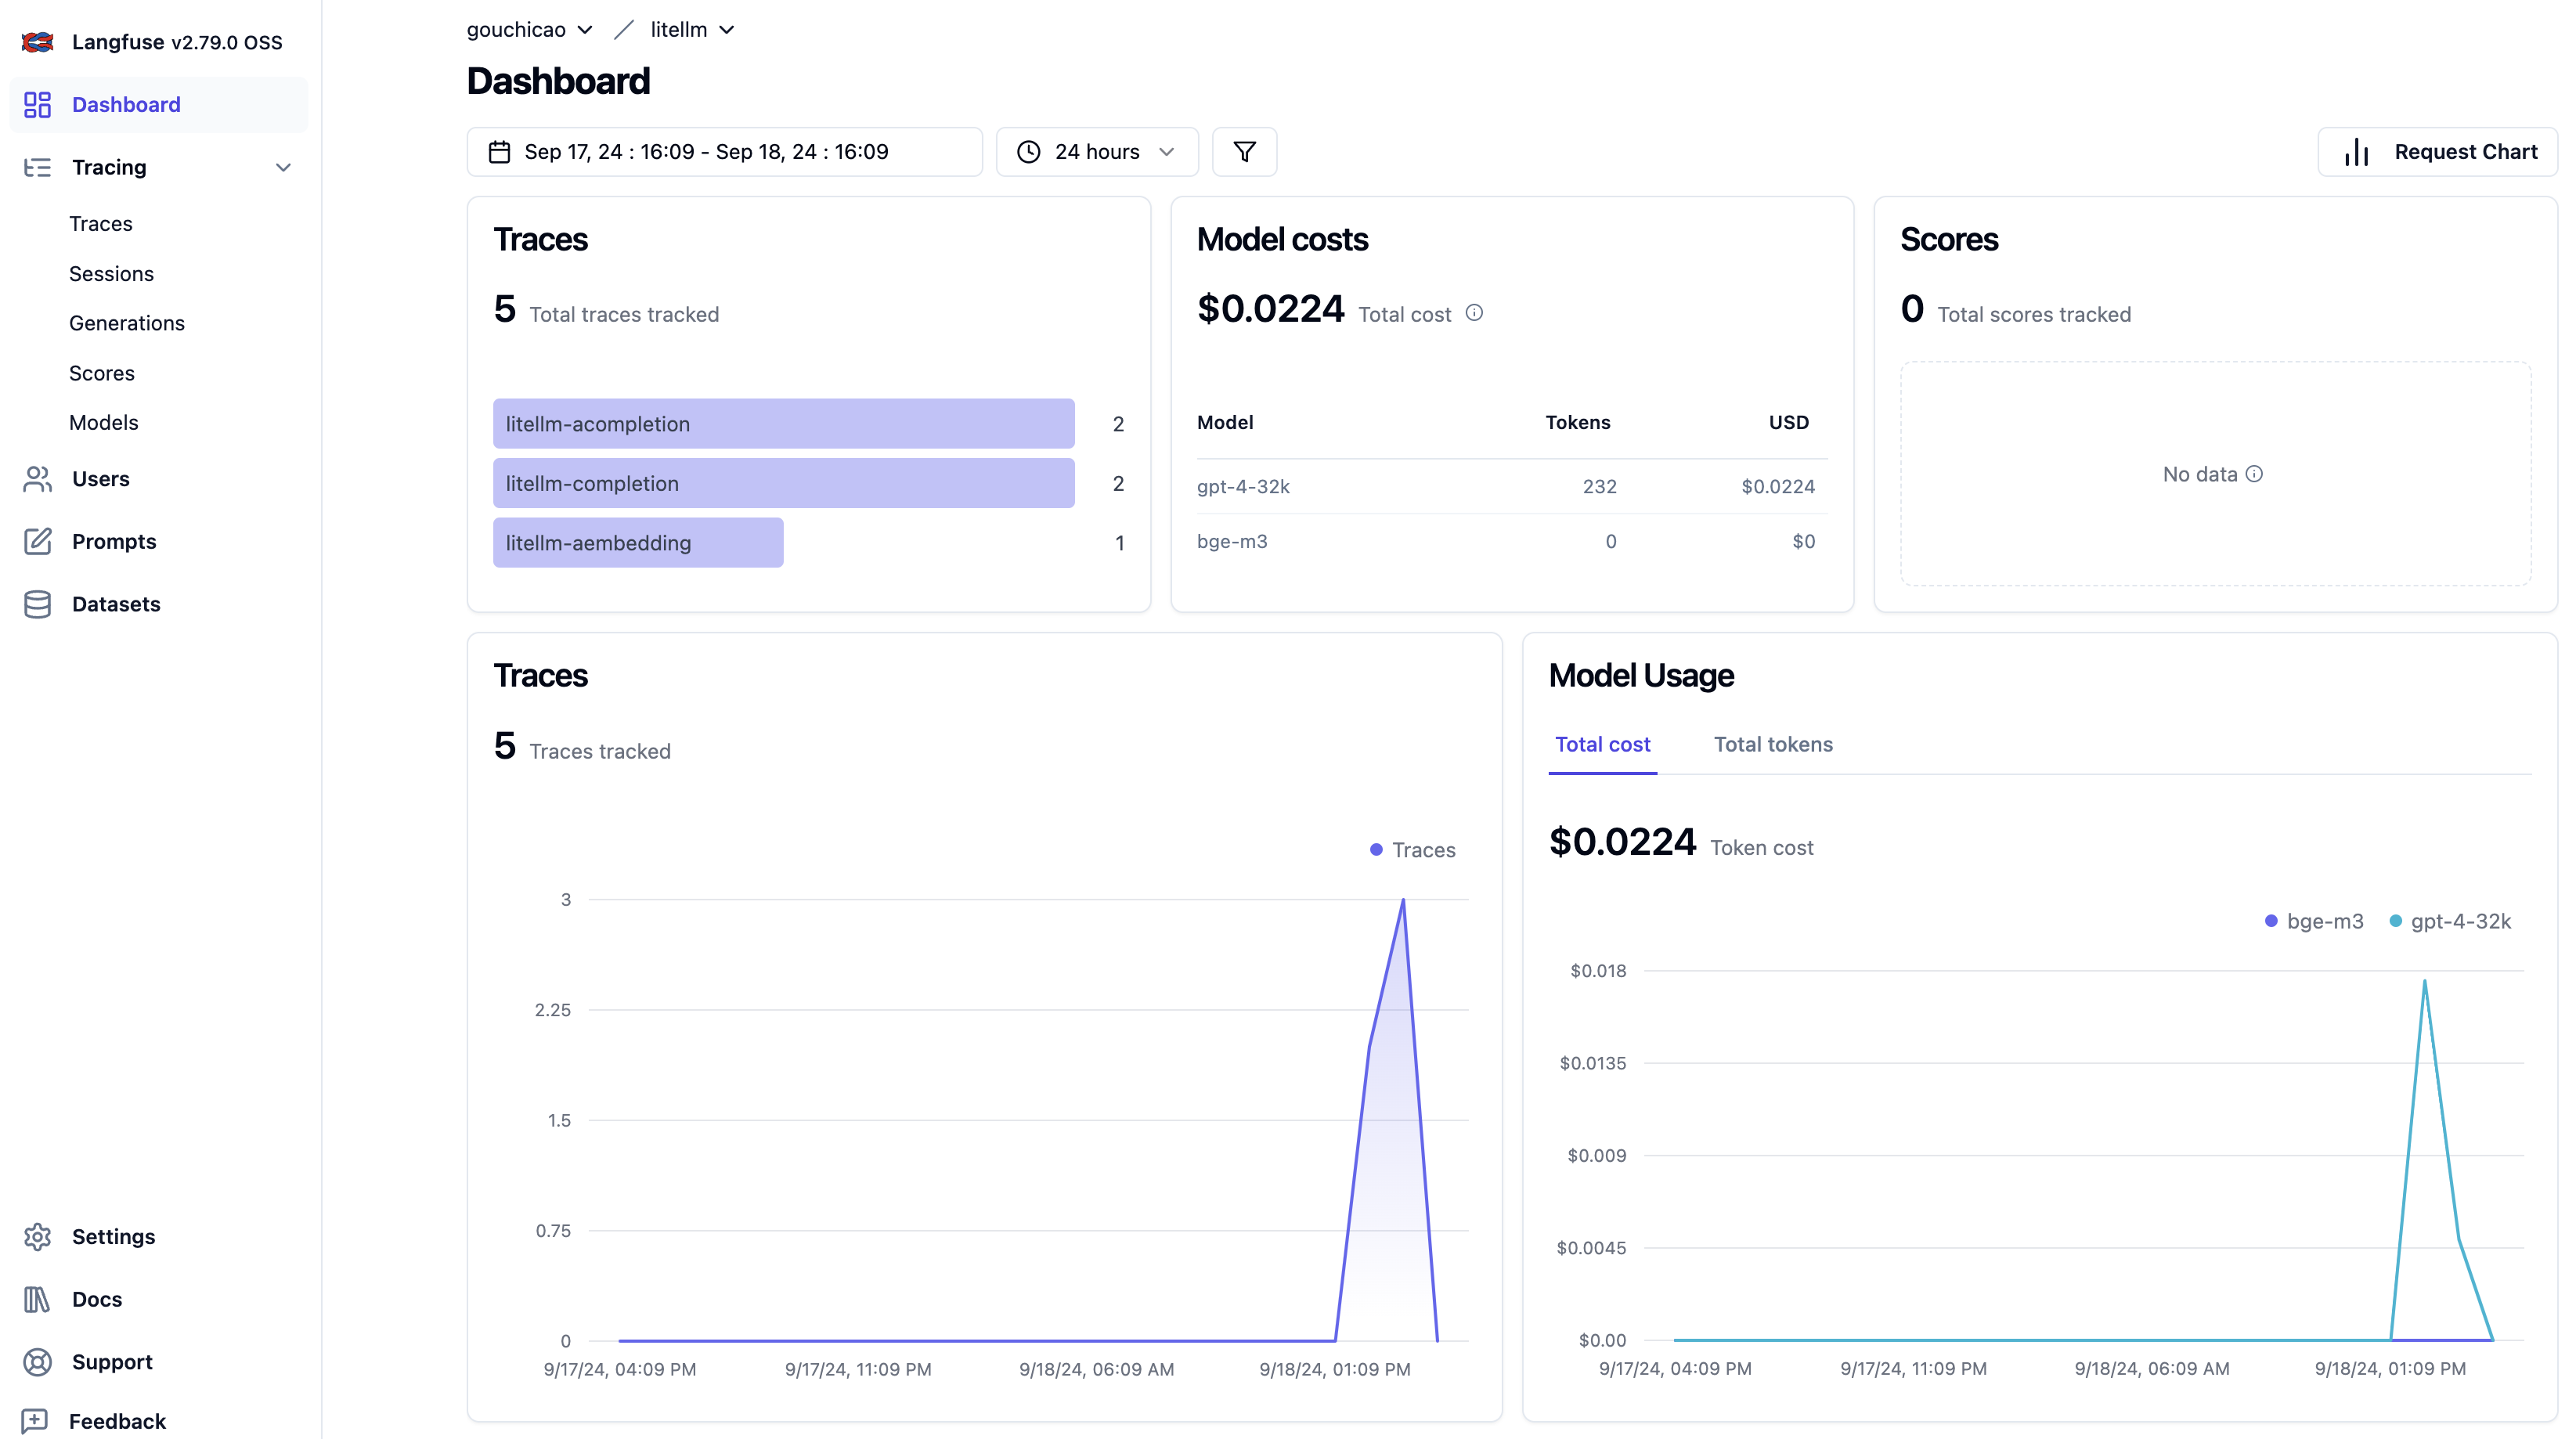 Langfuse v2.79.0 OSS
Dashboard
Tracing
Traces
Sessions
Generations
Scores
Models
Users
Prompts
Datasets
Settings
Docs
Support
Feedback
gouchicao / litellm
Dashboard
Sep 17, 24 : 16:09 - Sep 18, 24 : 16:09
24 hours
Request Chart
Traces
5 Total traces tracked
litellm-acompletion 2
litellm-completion 2
litellm-aembedding 1
Model costs
$0.0224 Total cost
Model Tokens USD
gpt-4-32k 232 $0.0224
bge-m3 0 $0
Scores
0 Total scores tracked
No data
Traces
5 Traces tracked
Traces
3
2.25
1.5
0.75
0
9/17/24, 04:09 PM 9/17/24, 11:09 PM 9/18/24, 06:09 AM 9/18/24, 01:09 PM
Model Usage
Total cost Total tokens
$0.0224 Token cost
bge-m3 gpt-4-32k
$0.018
$0.0135
$0.009
$0.0045
$0.00
9/17/24, 04:09 PM 9/17/24, 11:09 PM 9/18/24, 06:09 AM 9/18/24, 01:09 PM